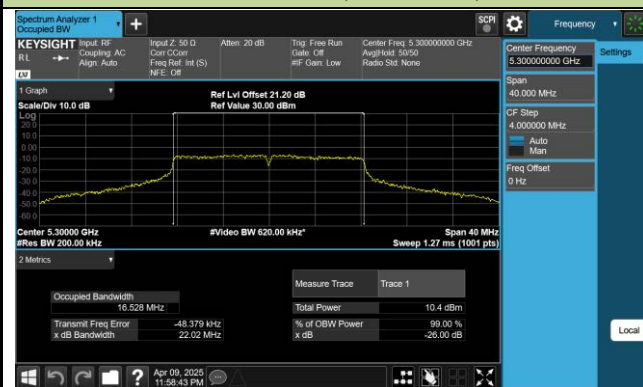 Spectrum Analyzer 1
Occupied BW
+
SCPI
Frequency
KEYSIGHT
RL
LXI
Input: RF
Coupling: AC
Align: Auto
Input Z: 50 Ω
Corr CCorr
Freq Ref: Int (S)
NFE: Off
Atten: 20 dB
Trig: Free Run
Gate: Off
#IF Gain: Low
Center Freq: 5.300000000 GHz
Avg|Hold: 50/50
Radio Std: None
Center Frequency
5.300000000 GHz
Settings
Span
40.000 MHz
CF Step
4.000000 MHz
Auto
Man
Freq Offset
0 Hz
Local
1 Graph
Scale/Div 10.0 dB
Ref Lvl Offset 21.20 dB
Ref Value 30.00 dBm
Log
20.0
10.0
0.00
-10.0
-20.0
-30.0
-40.0
-50.0
-60.0
Center 5.30000 GHz
#Res BW 200.00 kHz
#Video BW 620.00 kHz*
Span 40 MHz
Sweep 1.27 ms (1001 pts)
2 Metrics
Measure Trace Trace 1
Occupied Bandwidth
16.528 MHz
Total Power 10.4 dBm
Transmit Freq Error -48.379 kHz
% of OBW Power 99.00 %
x dB Bandwidth 22.02 MHz
x dB -26.00 dB
?
Apr 09, 2025
11:58:43 PM